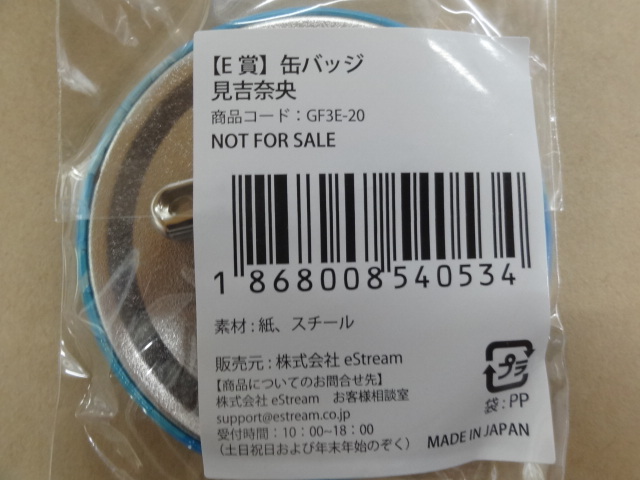 【E 賞】缶バッジ
見吉奈央
商品コード：GF3E-20
NOT FOR SALE
1 868008 540534
素材 : 紙、スチール
販売元 : 株式会社 eStream
【商品についてのお問合せ先】
株式会社 eStream お客様相談室
support@estream.co.jp
受付時間：10：00~18：00
（土日祝日および年末年始のぞく）
プラ
袋 : PP
MADE IN JAPAN